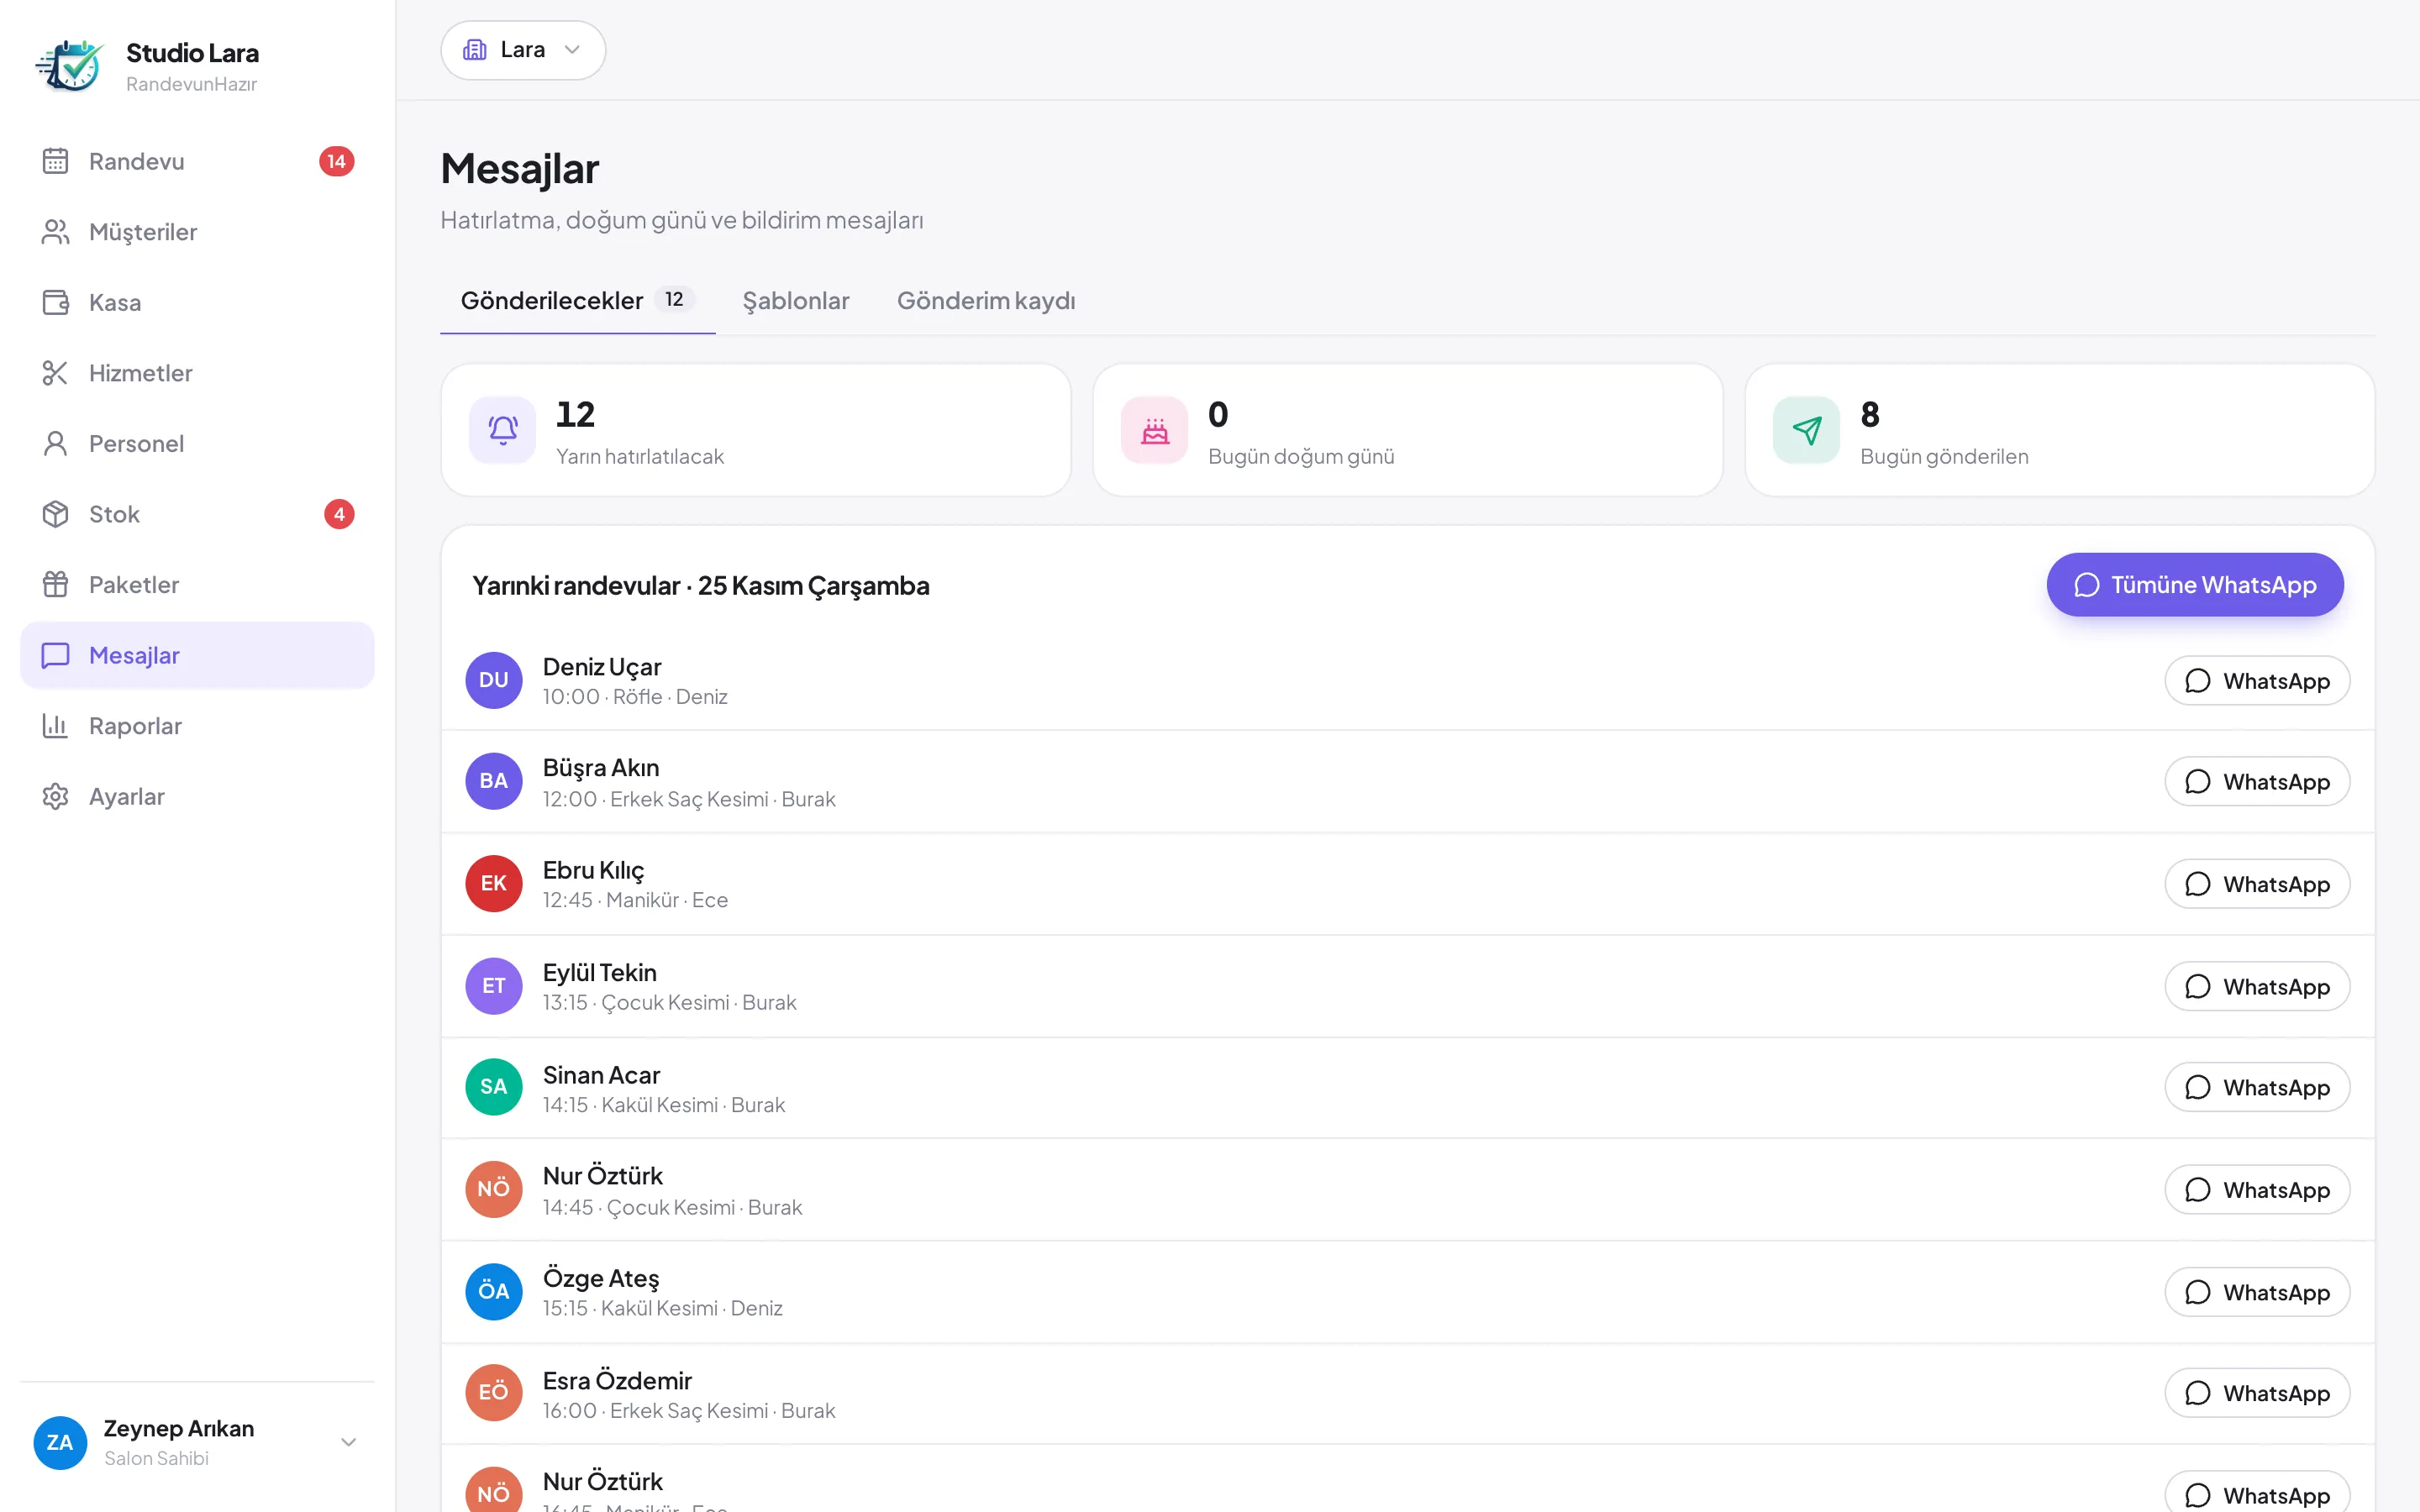 Studio Lara
RandevunHazır
Randevu 14
Müşteriler
Kasa
Hizmetler
Personel
Stok 4
Paketler
Mesajlar
Raporlar
Ayarlar
ZA
Zeynep Arıkan
Salon Sahibi
Lara
Mesajlar
Hatırlatma, doğum günü ve bildirim mesajları
Gönderilecekler 12 Şablonlar Gönderim kaydı
12
Yarın hatırlatılacak
0
Bugün doğum günü
8
Bugün gönderilen
Yarınki randevular · 25 Kasım Çarşamba
Tümüne WhatsApp
DU
Deniz Uçar
10:00 · Röfle · Deniz
WhatsApp
BA
Büşra Akın
12:00 · Erkek Saç Kesimi · Burak
WhatsApp
EK
Ebru Kılıç
12:45 · Manikür · Ece
WhatsApp
ET
Eylül Tekin
13:15 · Çocuk Kesimi · Burak
WhatsApp
SA
Sinan Acar
14:15 · Kakül Kesimi · Burak
WhatsApp
NÖ
Nur Öztürk
14:45 · Çocuk Kesimi · Burak
WhatsApp
ÖA
Özge Ateş
15:15 · Kakül Kesimi · Deniz
WhatsApp
EÖ
Esra Özdemir
16:00 · Erkek Saç Kesimi · Burak
WhatsApp
NÖ
Nur Öztürk
16:45 · Manikür · Ece
WhatsApp